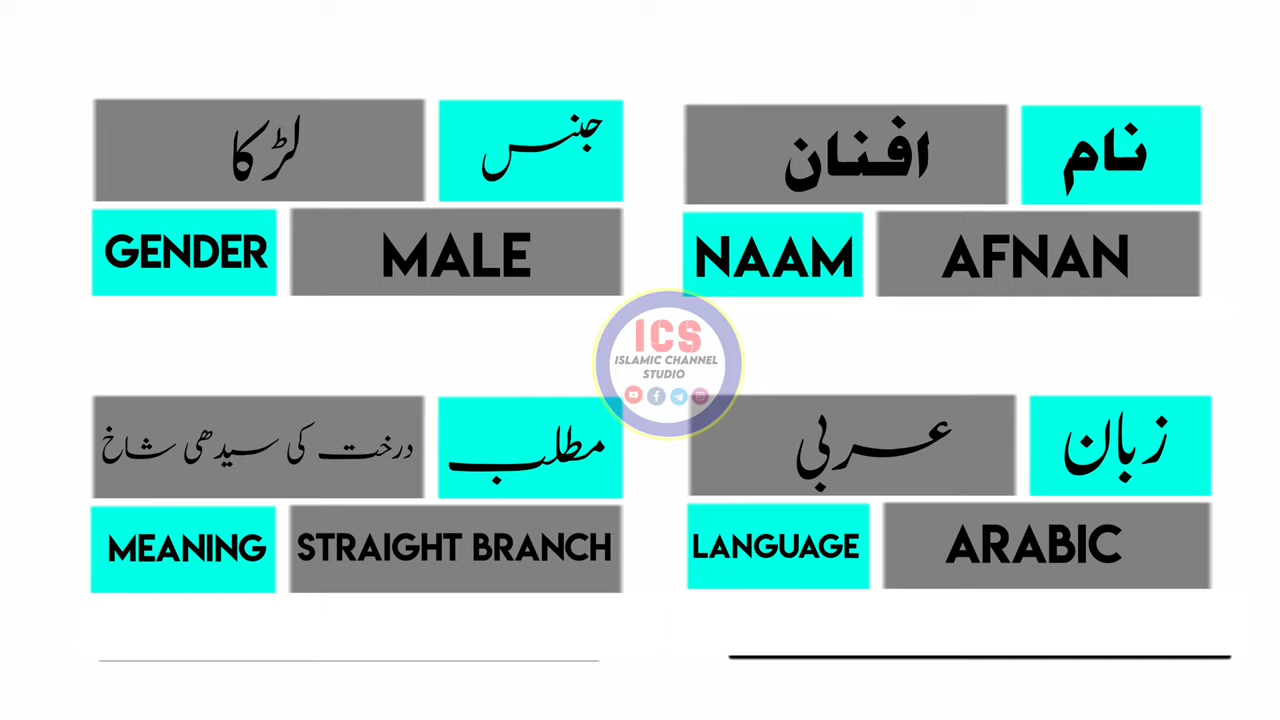 نام افنان
NAAM AFNAN
جنس لڑکا
GENDER MALE
ICS
ISLAMIC CHANNEL
STUDIO
زبان عربی
LANGUAGE ARABIC
مطلب درخت کی سیدھی شاخ
MEANING STRAIGHT BRANCH